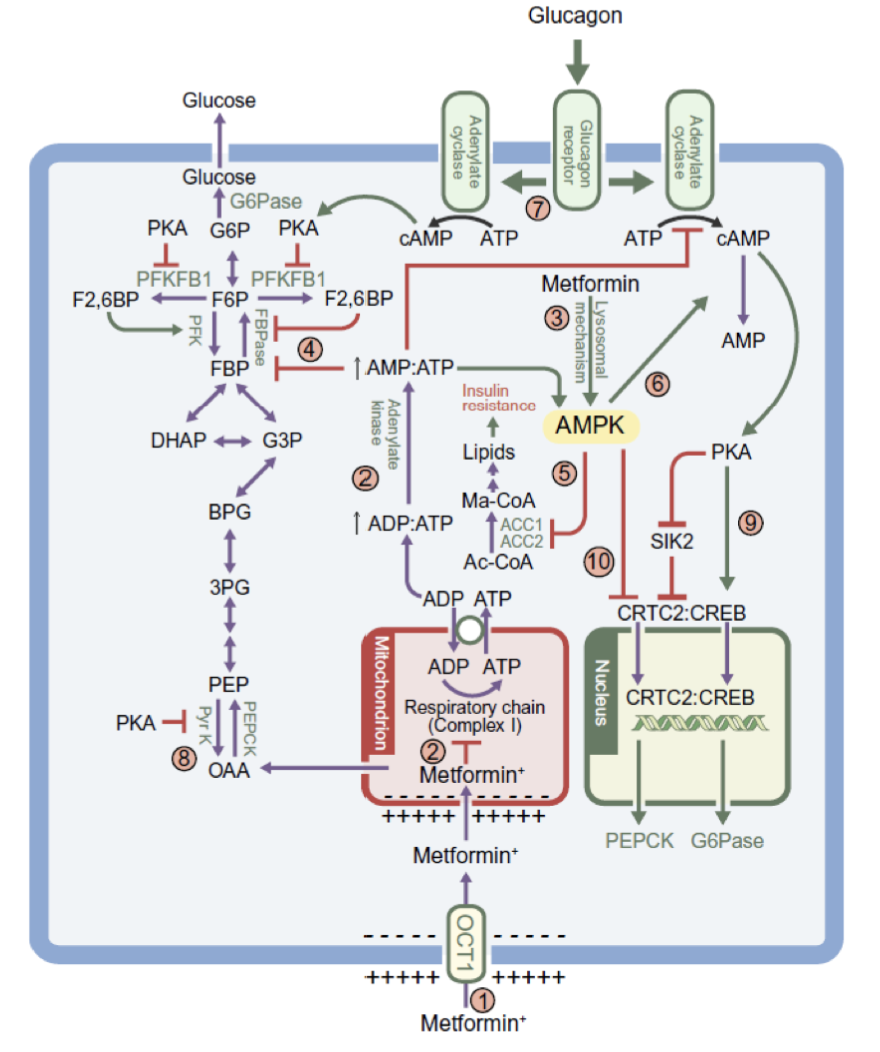 Glucagon
Glucose
Adenylate
cyclase
Glucagon
receptor
Adenylate
cyclase
Glucose
G6Pase
⑦
PKA
G6P
PKA
cAMP
ATP
ATP
cAMP
PFKFB1
PFKFB1
Metformin
F2,6BP
F6P
F2,6BP
PFK
FBPase
③
Lysosomal
mechanism
④
AMP
FBP
↑ AMP:ATP
⑥
Insulin
resistance
Adenylate
kinase
AMPK
DHAP
G3P
Lipids
PKA
②
⑤
Ma-CoA
BPG
↑ ADP:ATP
ACC1
ACC2
⑨
SIK2
Ac-CoA
⑩
3PG
ADP
ATP
CRTC2:CREB
Mitochondrion
ADP
ATP
Nucleus
PEP
CRTC2:CREB
Respiratory chain
(Complex I)
PKA
Pyr K
PEPCK
②
⑧
OAA
Metformin⁺
- - - - - - - - - -
+++++ +++++
PEPCK
G6Pase
Metformin⁺
OCT1
- - - - - - - - - -
+++++ +++++
①
Metformin⁺